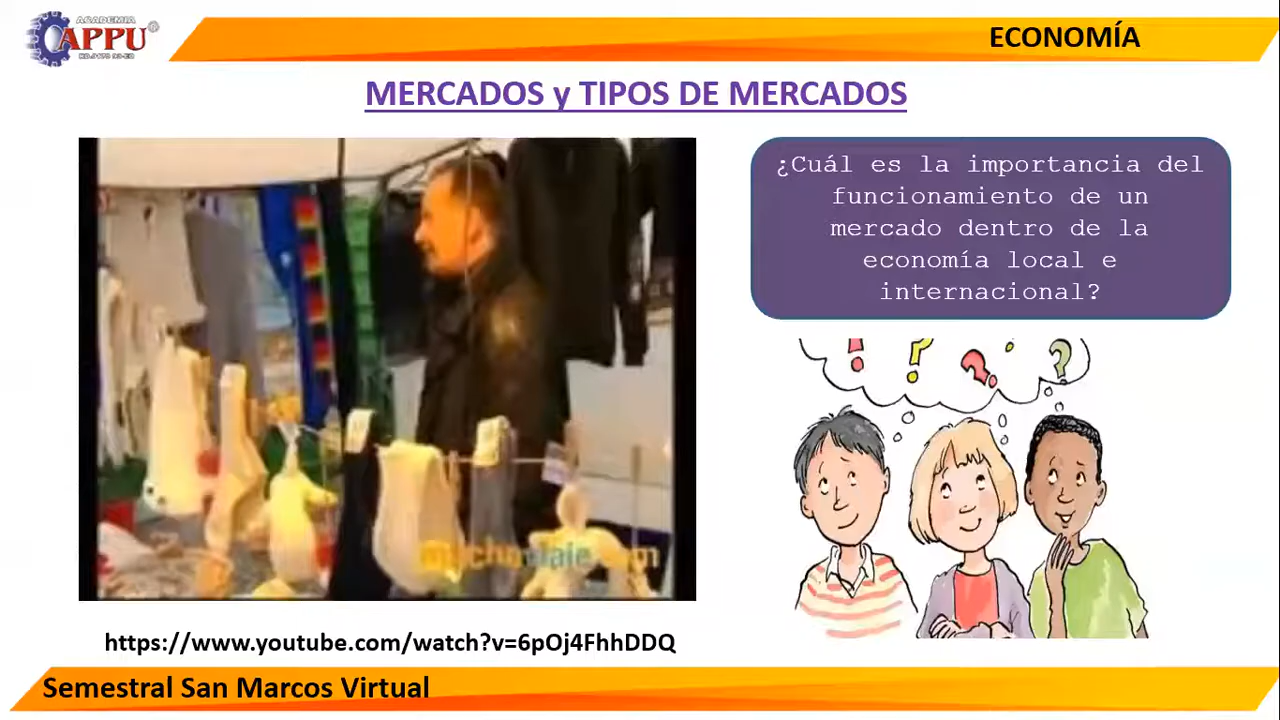 ACADEMIA
APPU
ECONOMÍA
MERCADOS y TIPOS DE MERCADOS
¿Cuál es la importancia del
funcionamiento de un
mercado dentro de la
economía local e
internacional?
! ? ? ?
https://www.youtube.com/watch?v=6pOj4FhhDDQ
Semestral San Marcos Virtual